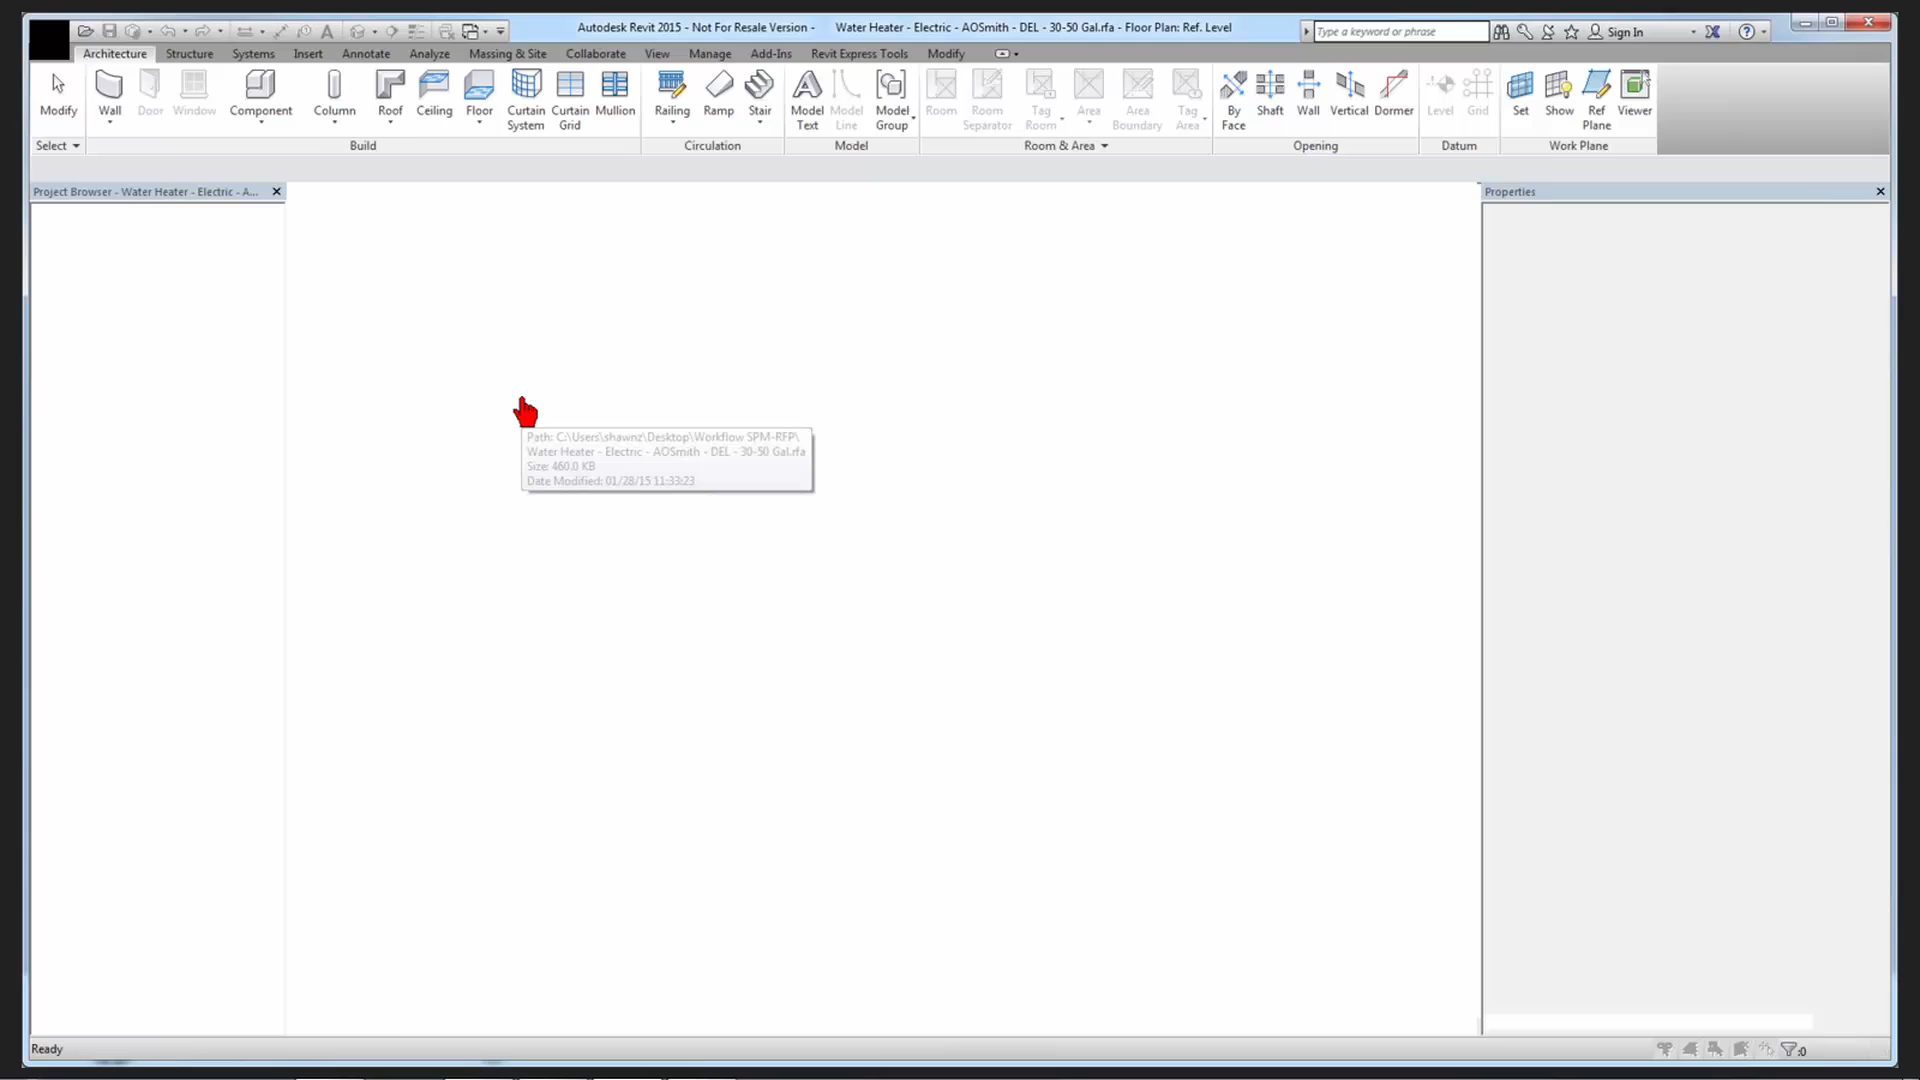 Autodesk Revit 2015 - Not For Resale Version - Water Heater - Electric - AOSmith - DEL - 30-50 Gal.rfa - Floor Plan: Ref. Level
Type a keyword or phrase
Sign In
Architecture Structure Systems Insert Annotate Analyze Massing & Site Collaborate View Manage Add-Ins Revit Express Tools Modify
Modify
Wall
Door
Window
Component
Column
Roof
Ceiling
Floor
Curtain System
Curtain Grid
Mullion
Railing
Ramp
Stair
Model Text
Model Line
Model Group
Room
Room Separator
Tag Room
Area
Area Boundary
Tag Area
By Face
Shaft
Wall
Vertical
Dormer
Level
Grid
Set
Show
Ref Plane
Viewer
Select Build Circulation Model Room & Area Opening Datum Work Plane
Project Browser - Water Heater - Electric - A...
Properties
Path: C:\Users\shawnz\Desktop\Workflow SPM-RFP\
Water Heater - Electric - AOSmith - DEL - 30-50 Gal.rfa
Size: 460.0 KB
Date Modified: 01/28/15 11:33:23
Ready
:0